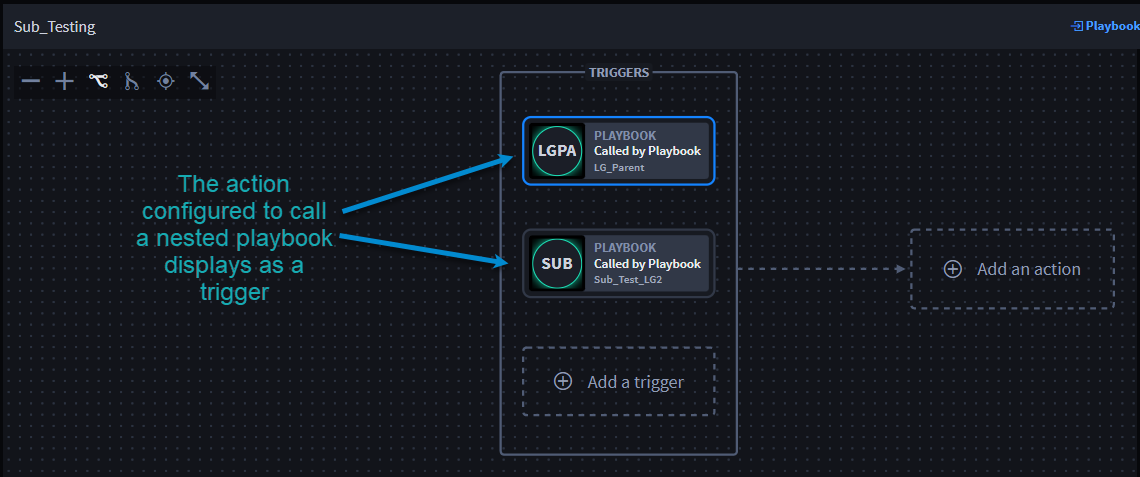 Sub_Testing
Playbook
TRIGGERS
LGPA
PLAYBOOK
Called by Playbook
LG_Parent
The action
configured to call
a nested playbook
displays as a
trigger
SUB
PLAYBOOK
Called by Playbook
Sub_Test_LG2
Add an action
Add a trigger